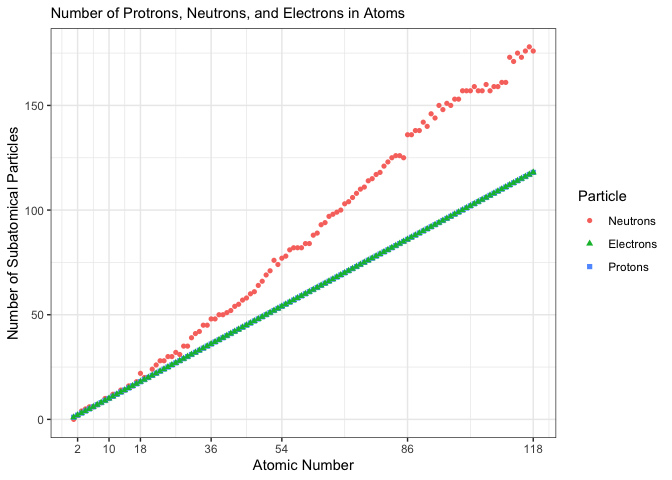 Number of Protrons, Neutrons, and Electrons in Atoms
Number of Subatomical Particles
150
100
50
0
2 10 18 36 54 86 118
Atomic Number
Particle
Neutrons
Electrons
Protons